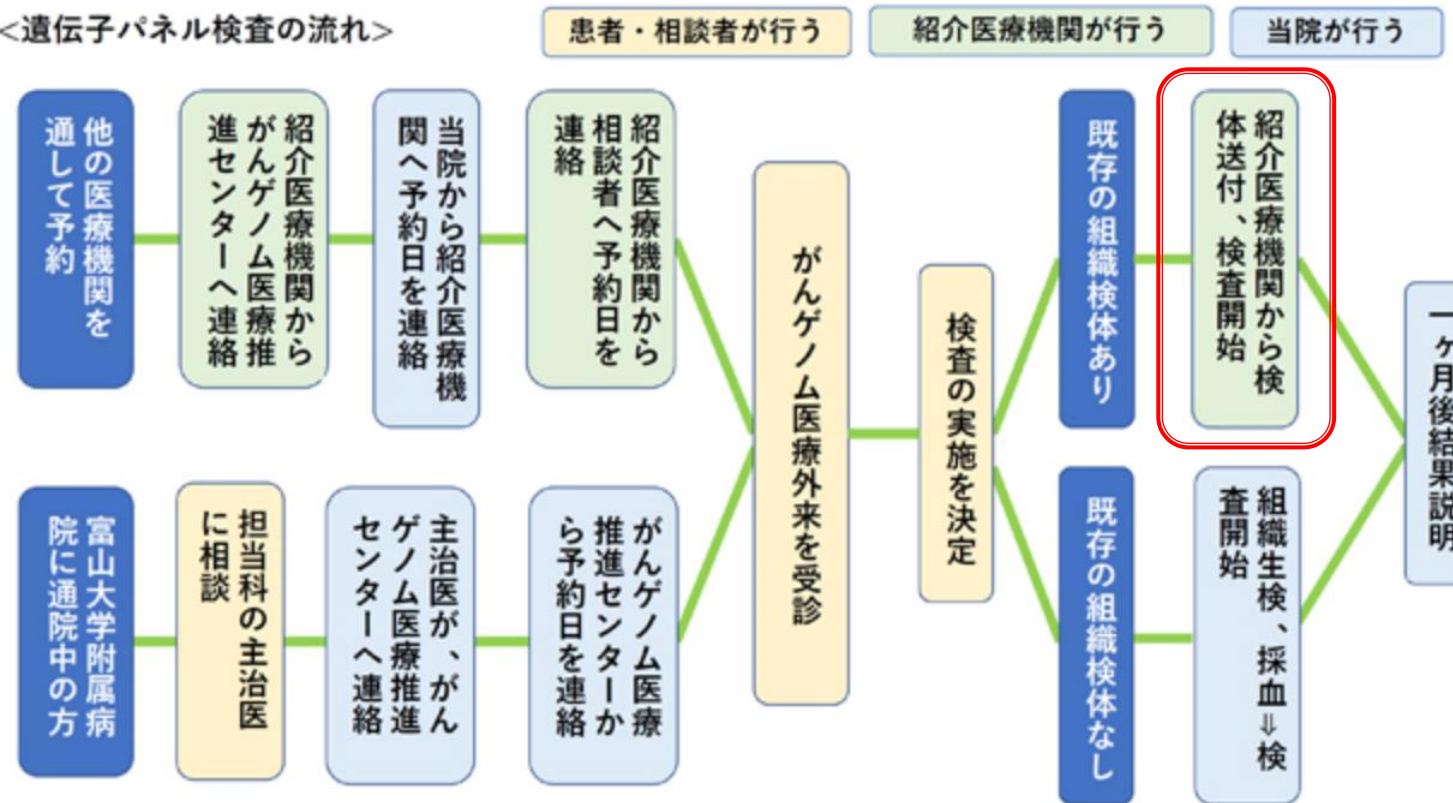 <遺伝子パネル検査の流れ>
患者・相談者が行う
紹介医療機関が行う
当院が行う
他の医療機関を
通して予約
紹介医療機関から
がんゲノム医療推
進センターへ連絡
当院から紹介医療機
関へ予約日を連絡
紹介医療機関から
相談者へ予約日を
連絡
富山大学附属病
院に通院中の方
担当科の主治医
に相談
主治医が、がん
ゲノム医療推進
センターへ連絡
がんゲノム医療
推進センターか
ら予約日を連絡
がんゲノム医療外来を受診
検査の実施を決定
既存の組織検体あり
紹介医療機関から検
体送付、検査開始
既存の組織検体なし
組織生検、採血⇓検
査開始
一ヶ月後結果説明